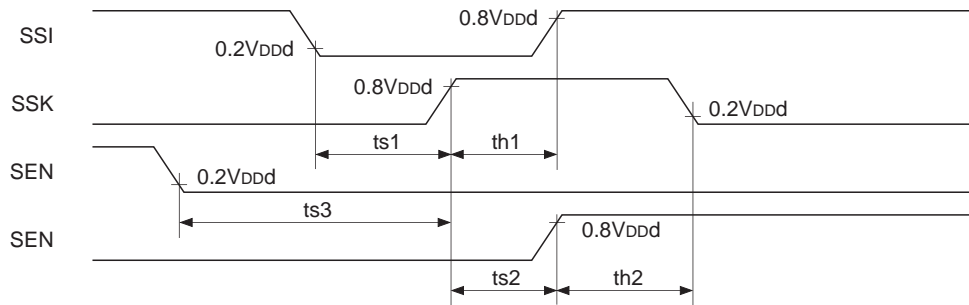 SSI
0.2VDDd
0.8VDDd
SSK
0.8VDDd
0.2VDDd
ts1
th1
SEN
0.2VDDd
ts3
SEN
0.8VDDd
ts2
th2